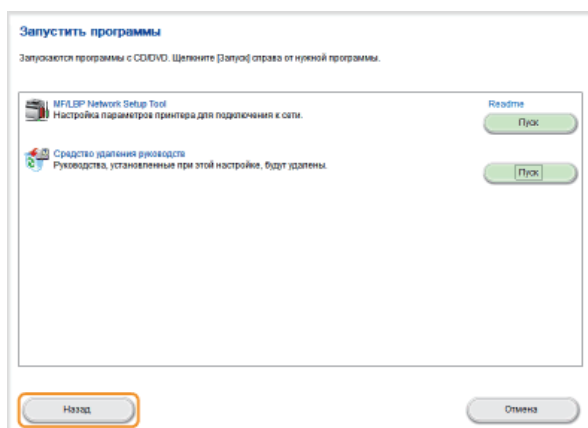 Запустить программы
Запускаются программы с CD/DVD. Щелкните [Запуск] справа от нужной программы.
MF/LBP Network Setup Tool
Readme
Настройка параметров принтера для подключения к сети.
Пуск
Средство удаления руководств
Руководства, установленные при этой настройке, будут удалены.
Пуск
Назад
Отмена